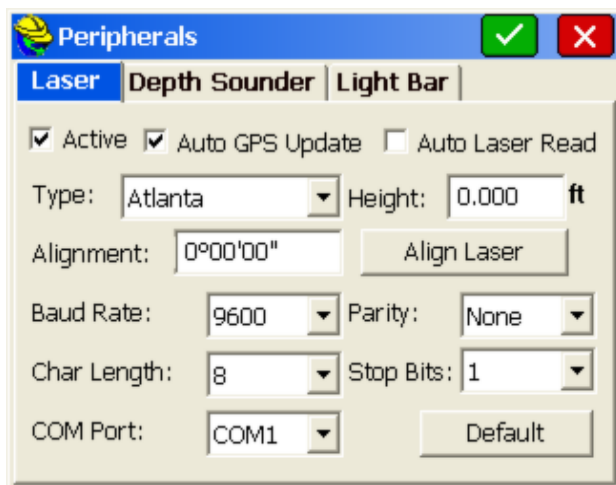 Peripherals
Laser Depth Sounder Light Bar
Active Auto GPS Update Auto Laser Read
Type: Atlanta Height: 0.000 ft
Alignment: 0º00'00" Align Laser
Baud Rate: 9600 Parity: None
Char Length: 8 Stop Bits: 1
COM Port: COM1 Default